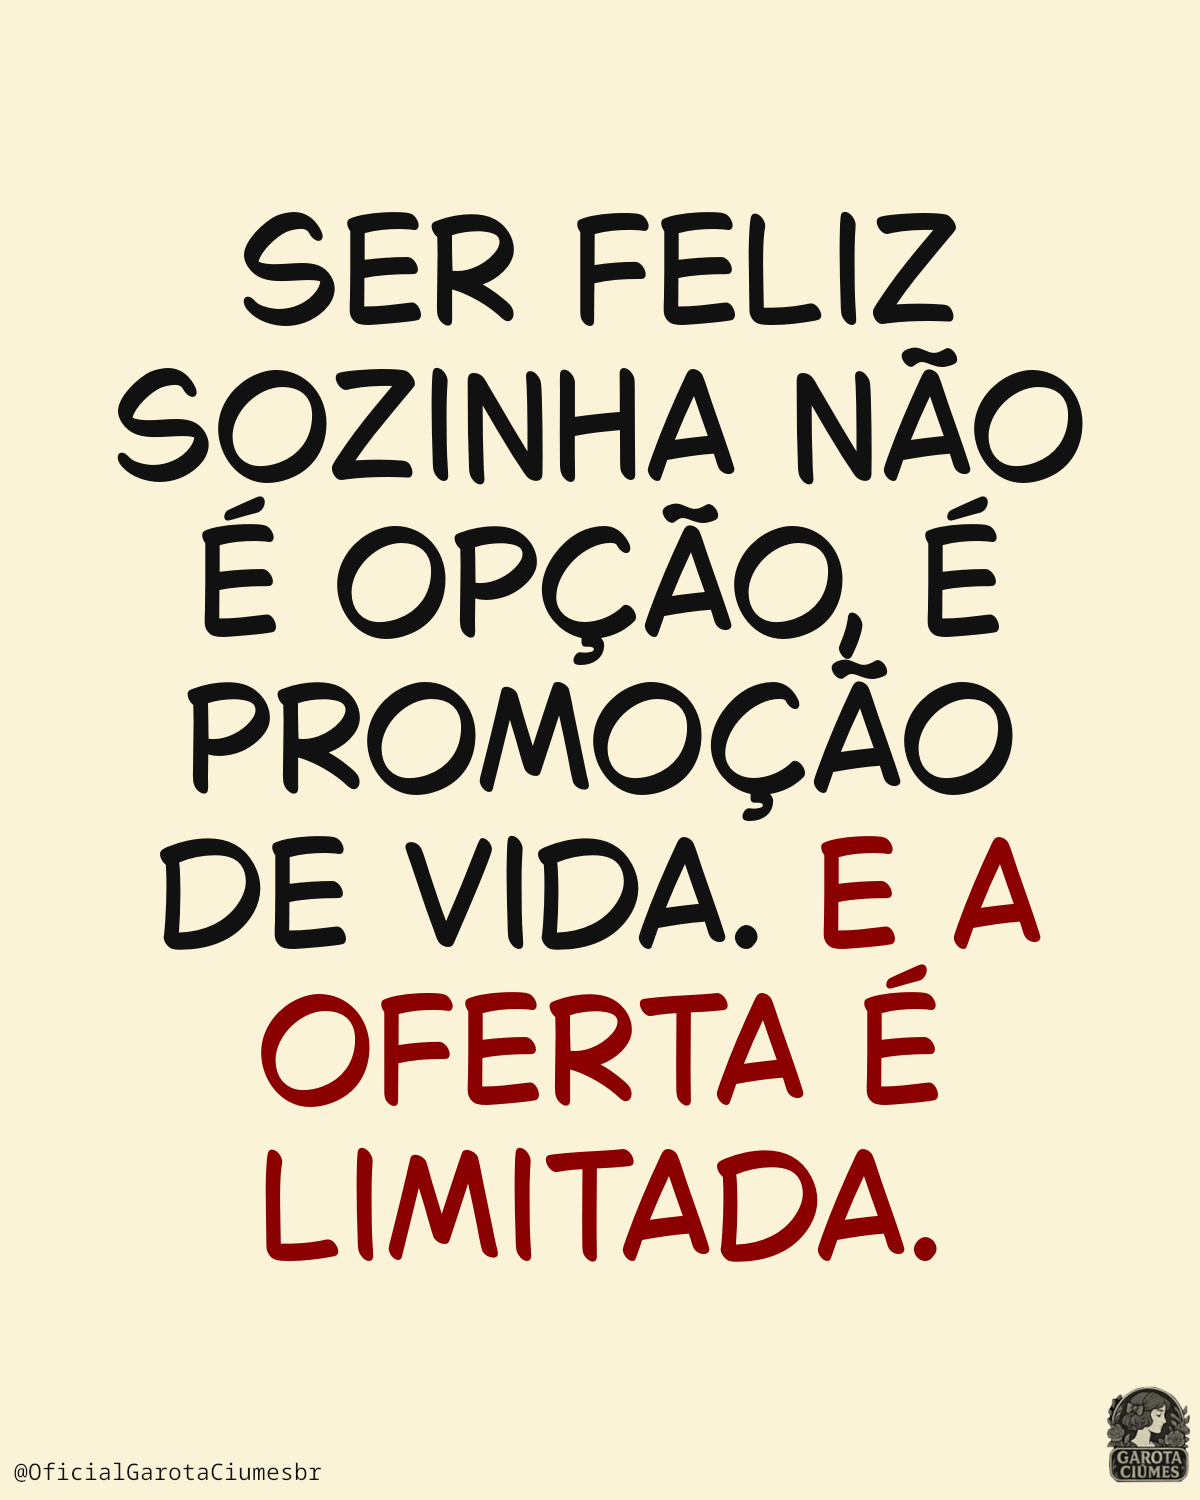 SER FELIZ
SOZINHA NÃO
É OPÇÃO, É
PROMOÇÃO
DE VIDA. E A
OFERTA É
LIMITADA.
@OficialGarotaCiumesbr
GAROTA
CIÚMES